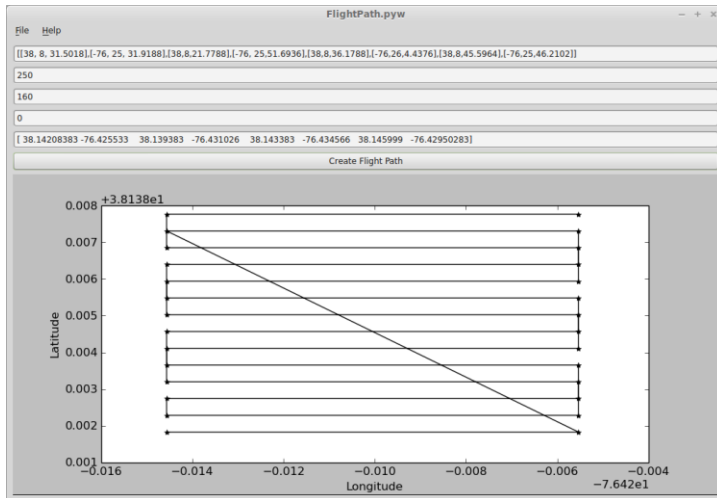 FlightPath.pyw
File Help
[[38, 8, 31.5018],[-76, 25, 31.9188],[38,8,21.7788],[-76, 25,51.6936],[38,8,36.1788],[-76,26,4.4376],[38,8,45.5964],[-76,25,46.2102]]
250
160
0
[ 38.14208383 -76.425533 38.139383 -76.431026 38.143383 -76.434566 38.145999 -76.42950283]
Create Flight Path
+3.8138e1
0.008
0.007
0.006
0.005
0.004
0.003
0.002
0.001
Latitude
−0.016 −0.014 −0.012 −0.010 −0.008 −0.006 −0.004
Longitude
−7.642e1